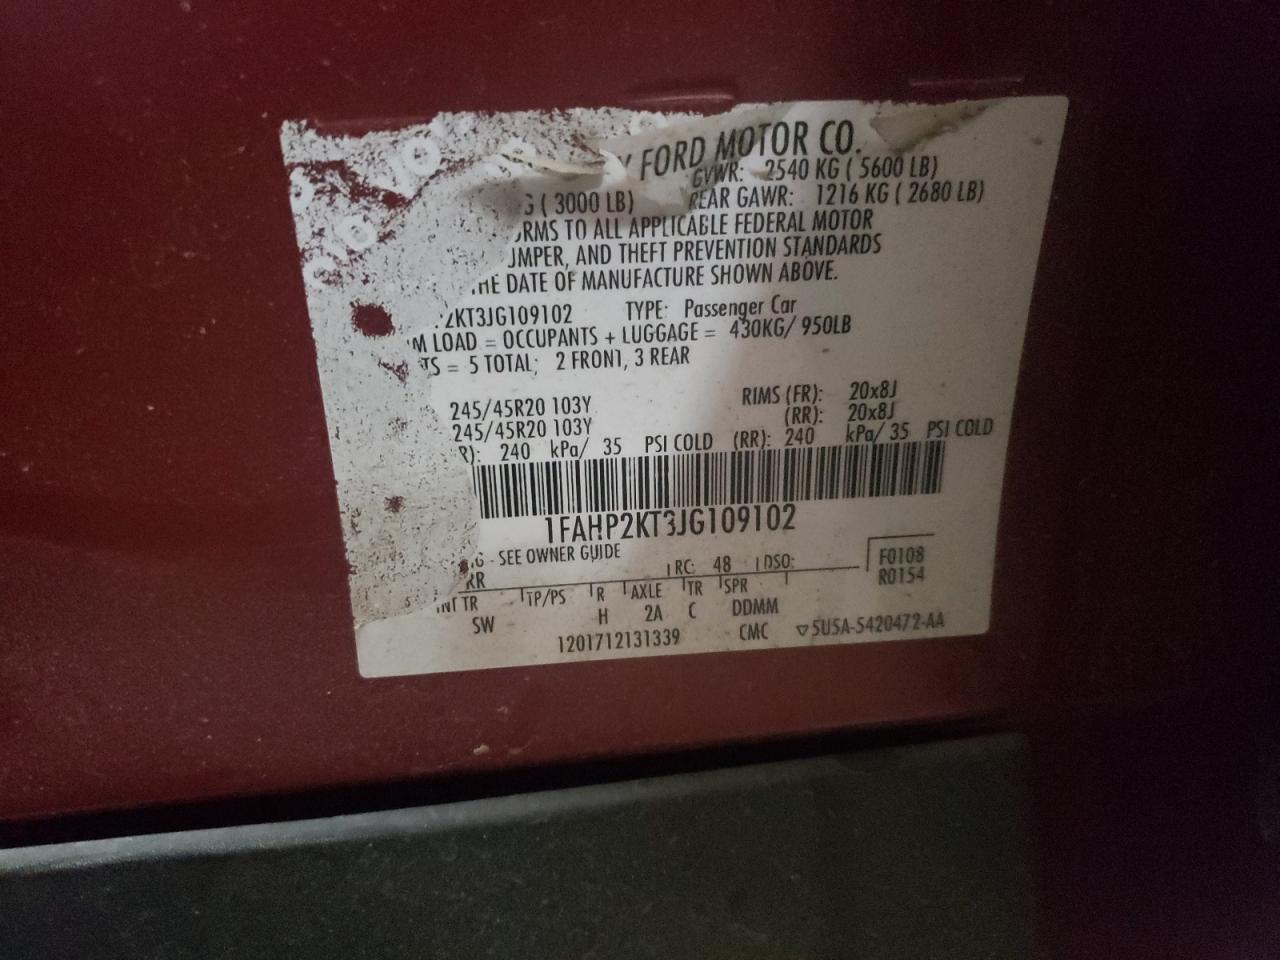 FORD MOTOR CO.
GVWR: 2540 KG ( 5600 LB)
G ( 3000 LB) REAR GAWR: 1216 KG ( 2680 LB)
ORMS TO ALL APPLICABLE FEDERAL MOTOR
UMPER, AND THEFT PREVENTION STANDARDS
THE DATE OF MANUFACTURE SHOWN ABOVE.
P2KT3JG109102 TYPE: Passenger Car
M LOAD = OCCUPANTS + LUGGAGE = 430KG/ 950LB
TS = 5 TOTAL; 2 FRONT, 3 REAR
245/45R20 103Y RIMS (FR): 20x8J
245/45R20 103Y (RR): 20x8J
R): 240 kPa/ 35 PSI COLD (RR): 240 kPa/ 35 PSI COLD
1FAHP2KT3JG109102
G - SEE OWNER GUIDE
RR RC: 48 DSO: F0108
INT TR TP/PS R AXLE TR SPR R0154
SW H 2A C DDMM
1201712131339 CMC ▽5U5A-5420472-AA